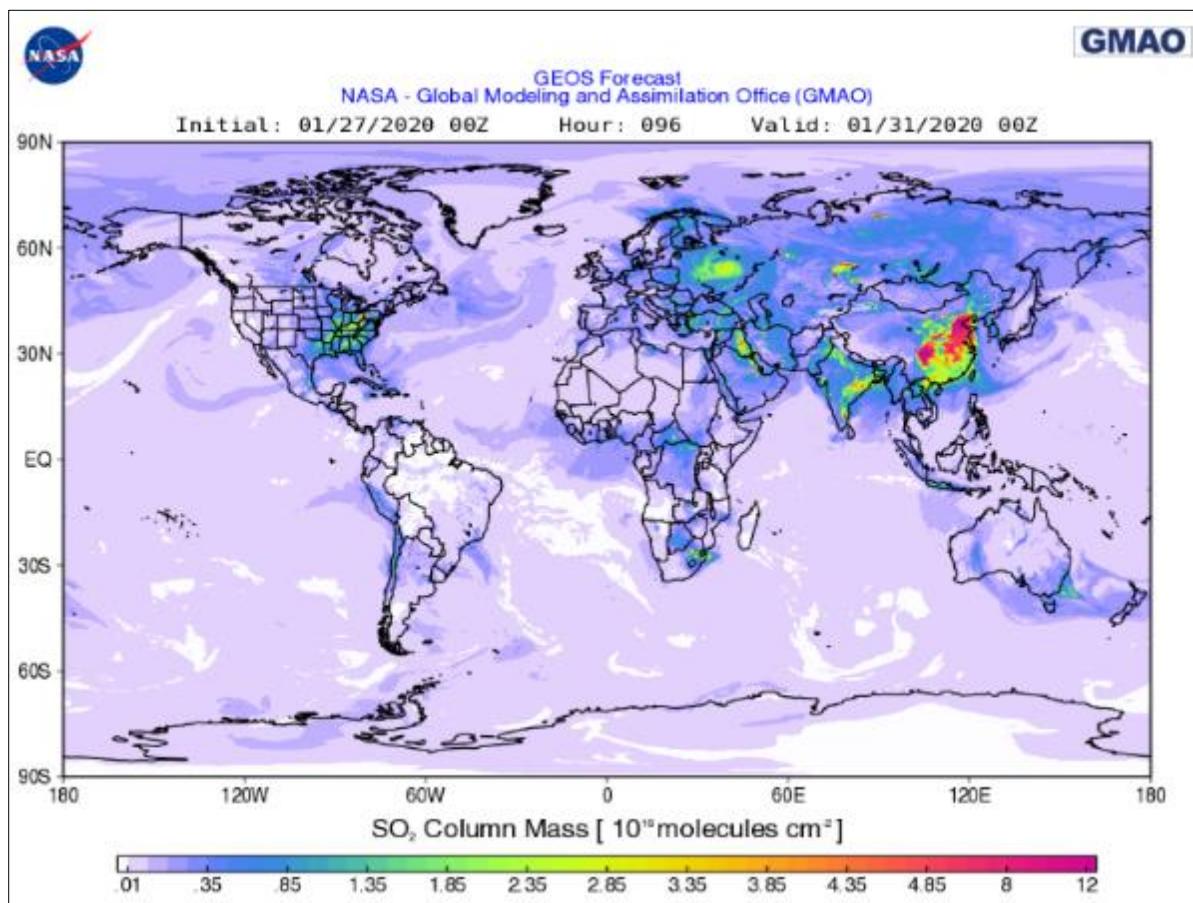 NASA
GMAO
GEOS Forecast
NASA - Global Modeling and Assimilation Office (GMAO)
Initial: 01/27/2020 00Z Hour: 096 Valid: 01/31/2020 00Z
90N
60N
30N
EQ
30S
60S
90S
180 120W 60W 0 60E 120E 180
SO₂ Column Mass [ 10¹⁶ molecules cm⁻² ]
.01 .35 .85 1.35 1.85 2.35 2.85 3.35 3.85 4.35 4.85 8 12